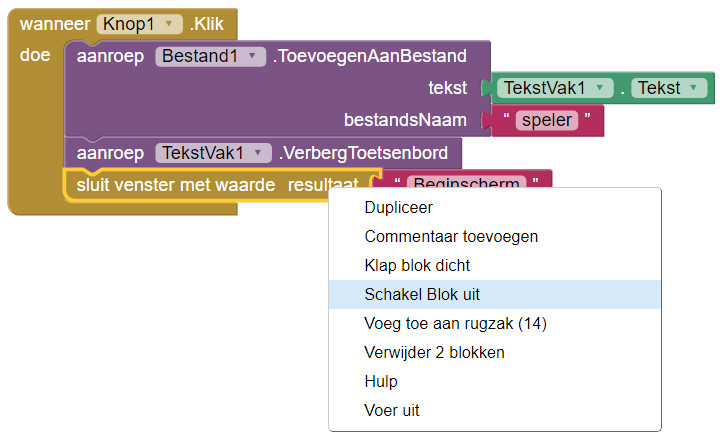 wanneer Knop1 .Klik
doe aanroep Bestand1 .ToevoegenAanBestand
tekst TekstVak1 . Tekst
bestandsNaam " speler "
aanroep TekstVak1 .VerbergToetsenbord
sluit venster met waarde resultaat " Beginscherm "
Dupliceer
Commentaar toevoegen
Klap blok dicht
Schakel Blok uit
Voeg toe aan rugzak (14)
Verwijder 2 blokken
Hulp
Voer uit